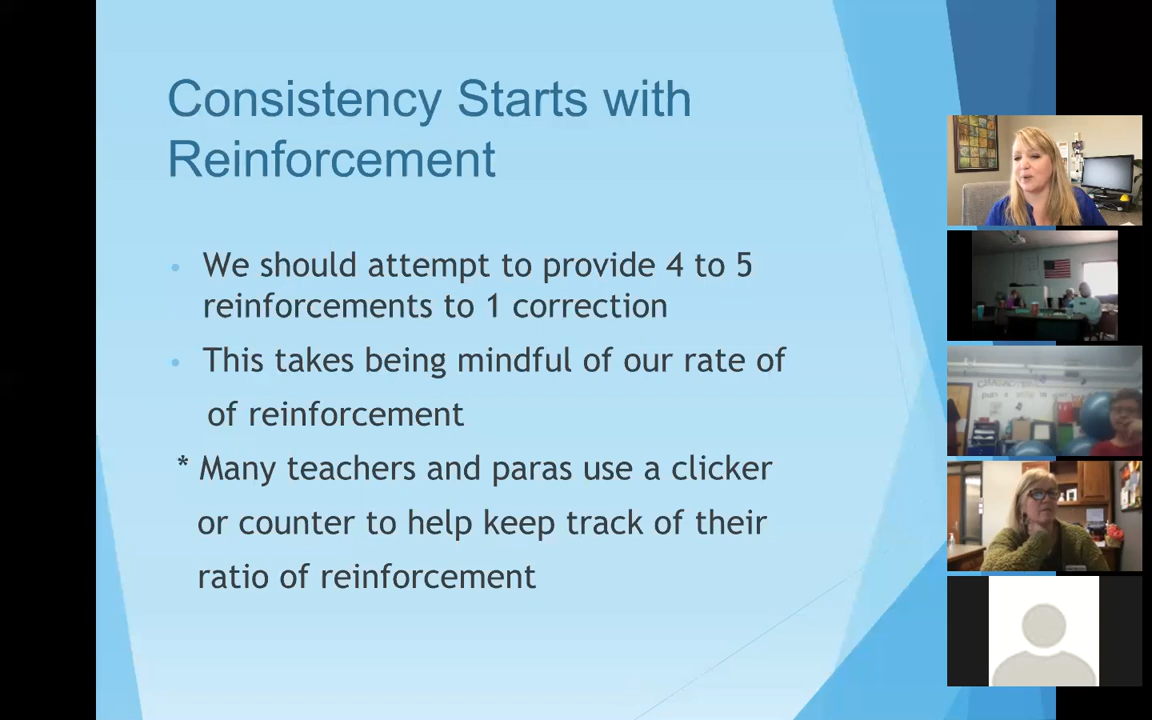 Consistency Starts with
Reinforcement
• We should attempt to provide 4 to 5
reinforcements to 1 correction
• This takes being mindful of our rate of
of reinforcement
* Many teachers and paras use a clicker
or counter to help keep track of their
ratio of reinforcement